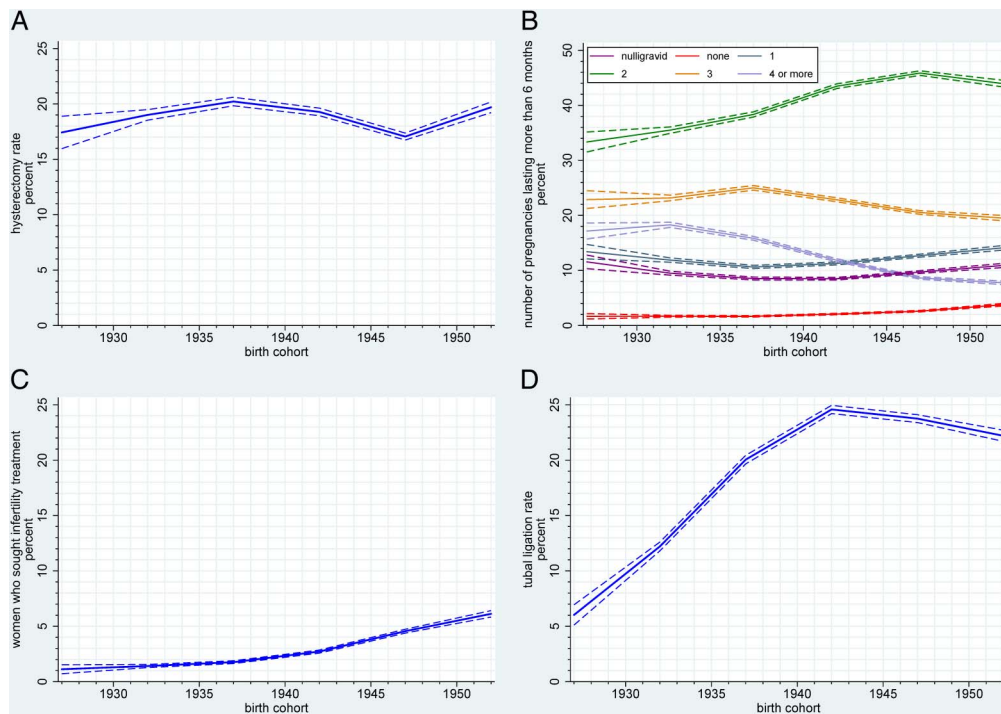 A
hysterectomy rate
percent
0
5
10
15
20
25
1930
1935
1940
1945
1950
birth cohort
B
number of pregnancies lasting more than 6 months
percent
0
10
20
30
40
50
nulligravid none 1
2 3 4 or more
1930
1935
1940
1945
1950
birth cohort
C
women who sought infertility treatment
percent
0
5
10
15
20
25
1930
1935
1940
1945
1950
birth cohort
D
tubal ligation rate
percent
0
5
10
15
20
25
1930
1935
1940
1945
1950
birth cohort